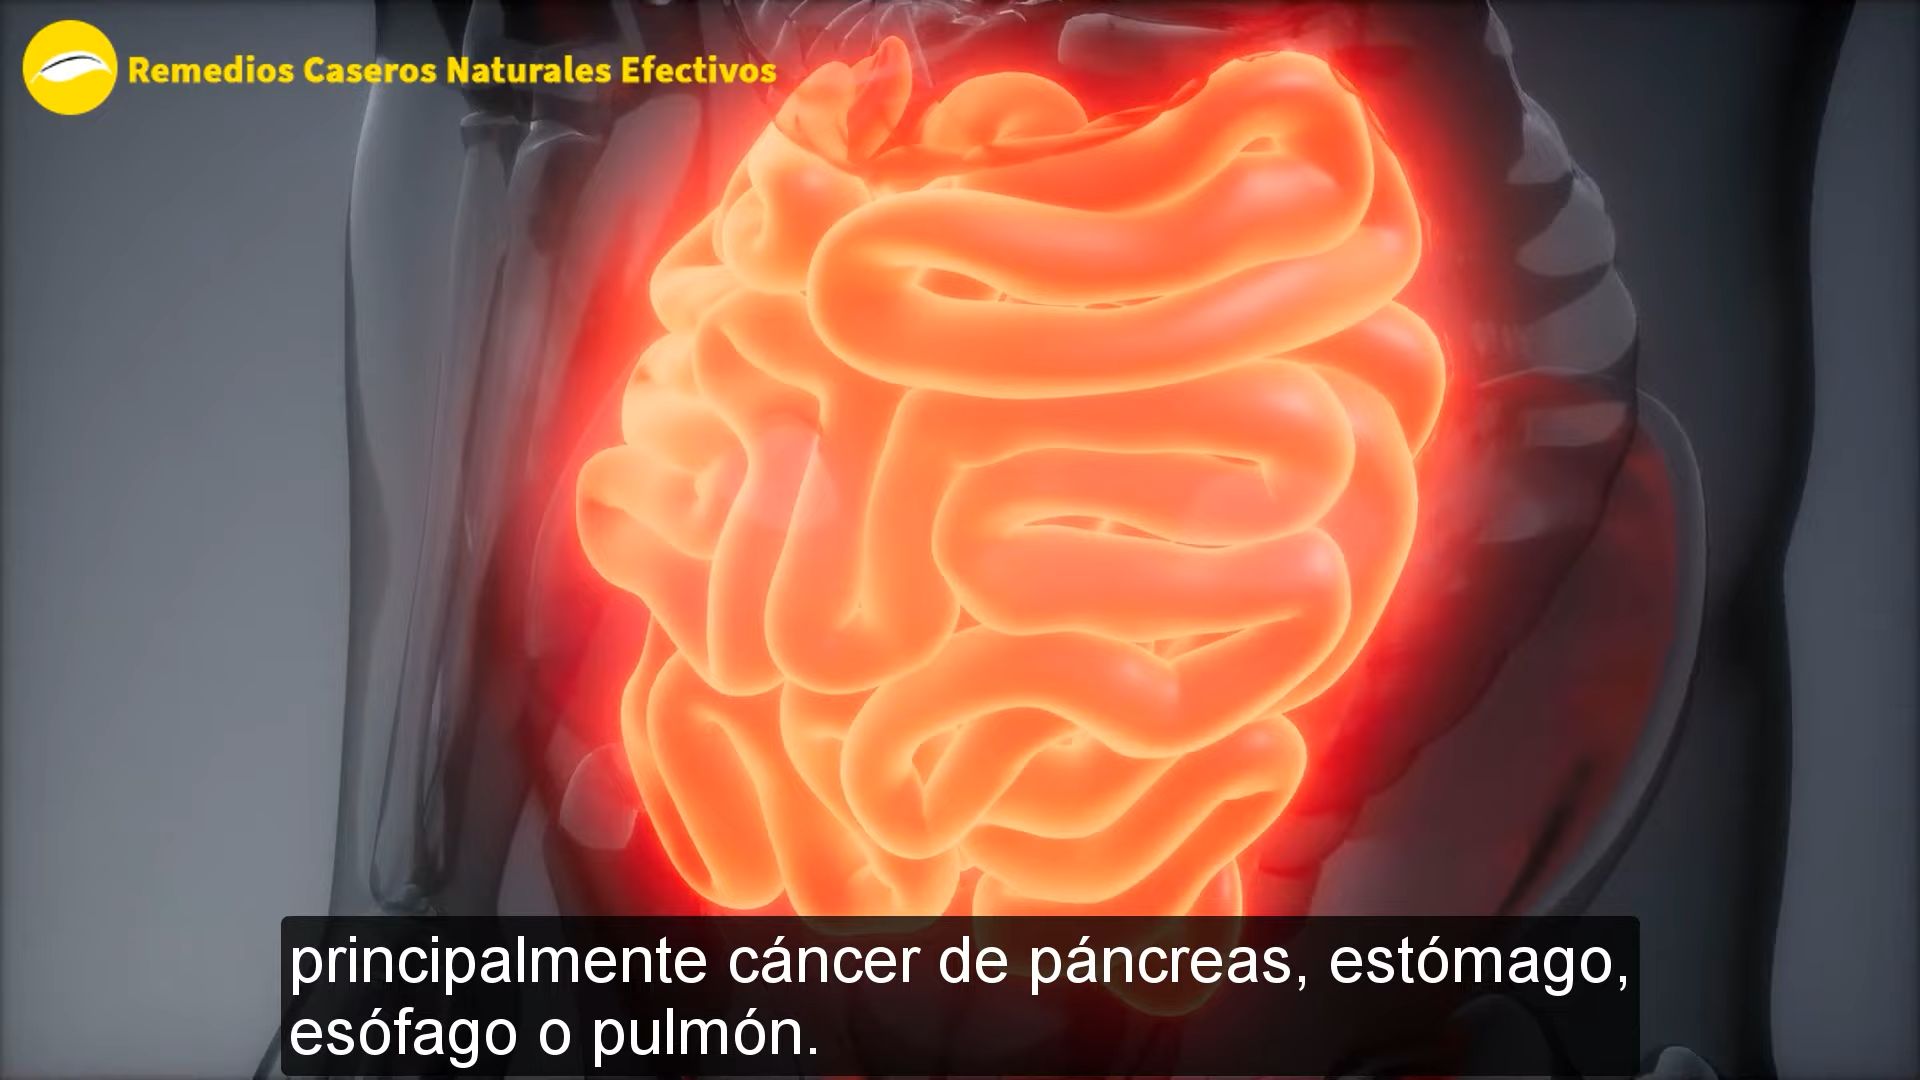 Remedios Caseros Naturales Efectivos
principalmente cáncer de páncreas, estómago,
esófago o pulmón.